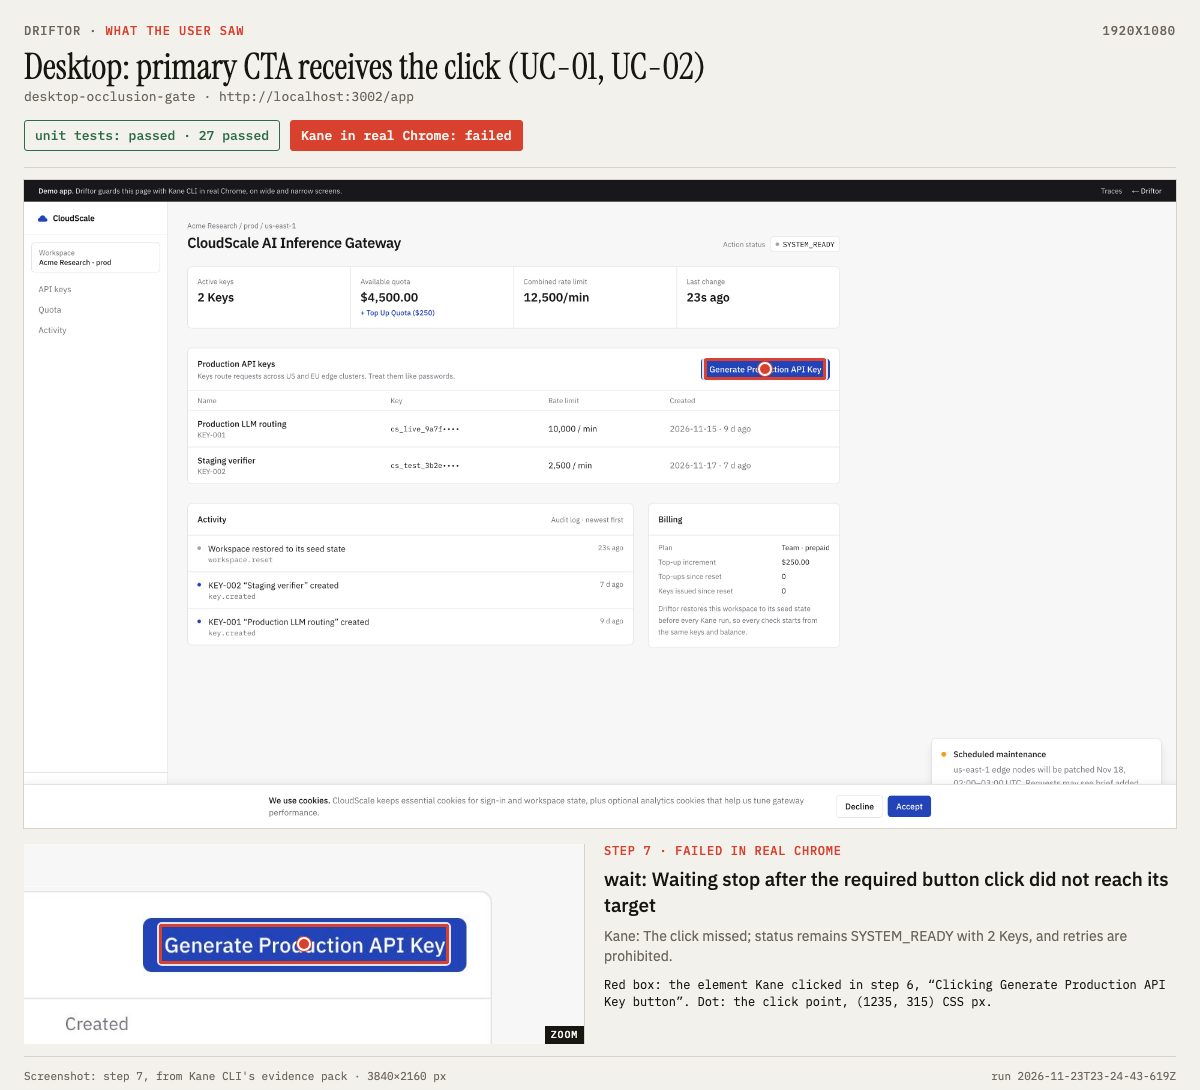 DRIFTOR · WHAT THE USER SAW
1920X1080
Desktop: primary CTA receives the click (UC-01, UC-02)
desktop-occlusion-gate · http://localhost:3002/app
unit tests: passed · 27 passed
Kane in real Chrome: failed
Demo app. Driftor guards this page with Kane CLI in real Chrome, on wide and narrow screens.
Traces
← Driftor
CloudScale
Workspace
Acme Research · prod
API keys
Quota
Activity
Acme Research / prod / us-east-1
CloudScale AI Inference Gateway
Action status
SYSTEM_READY
Active keys
2 Keys
Available quota
$4,500.00
+ Top Up Quota ($250)
Combined rate limit
12,500/min
Last change
23s ago
Production API keys
Keys route requests across US and EU edge clusters. Treat them like passwords.
Generate Production API Key
Name
Key
Rate limit
Created
Production LLM routing
KEY-001
cs_live_9a7f••••
10,000 / min
2026-11-15 · 9 d ago
Staging verifier
KEY-002
cs_test_3b2e••••
2,500 / min
2026-11-17 · 7 d ago
Activity
Audit log · newest first
Workspace restored to its seed state
workspace.reset
23s ago
KEY-002 “Staging verifier” created
key.created
7 d ago
KEY-001 “Production LLM routing” created
key.created
9 d ago
Billing
Plan
Team · prepaid
Top-up increment
$250.00
Top-ups since reset
0
Keys issued since reset
0
Driftor restores this workspace to its seed state
before every Kane run, so every check starts from
the same keys and balance.
Scheduled maintenance
us-east-1 edge nodes will be patched Nov 18,
02:00–03:00 UTC. Requests may see brief added
We use cookies. CloudScale keeps essential cookies for sign-in and workspace state, plus optional analytics cookies that help us tune gateway
performance.
Decline
Accept
Generate Production API Key
Created
ZOOM
STEP 7 · FAILED IN REAL CHROME
wait: Waiting stop after the required button click did not reach its
target
Kane: The click missed; status remains SYSTEM_READY with 2 Keys, and retries are
prohibited.
Red box: the element Kane clicked in step 6, “Clicking Generate Production API
Key button”. Dot: the click point, (1235, 315) CSS px.
Screenshot: step 7, from Kane CLI's evidence pack · 3840×2160 px
run 2026-11-23T23-24-43-619Z